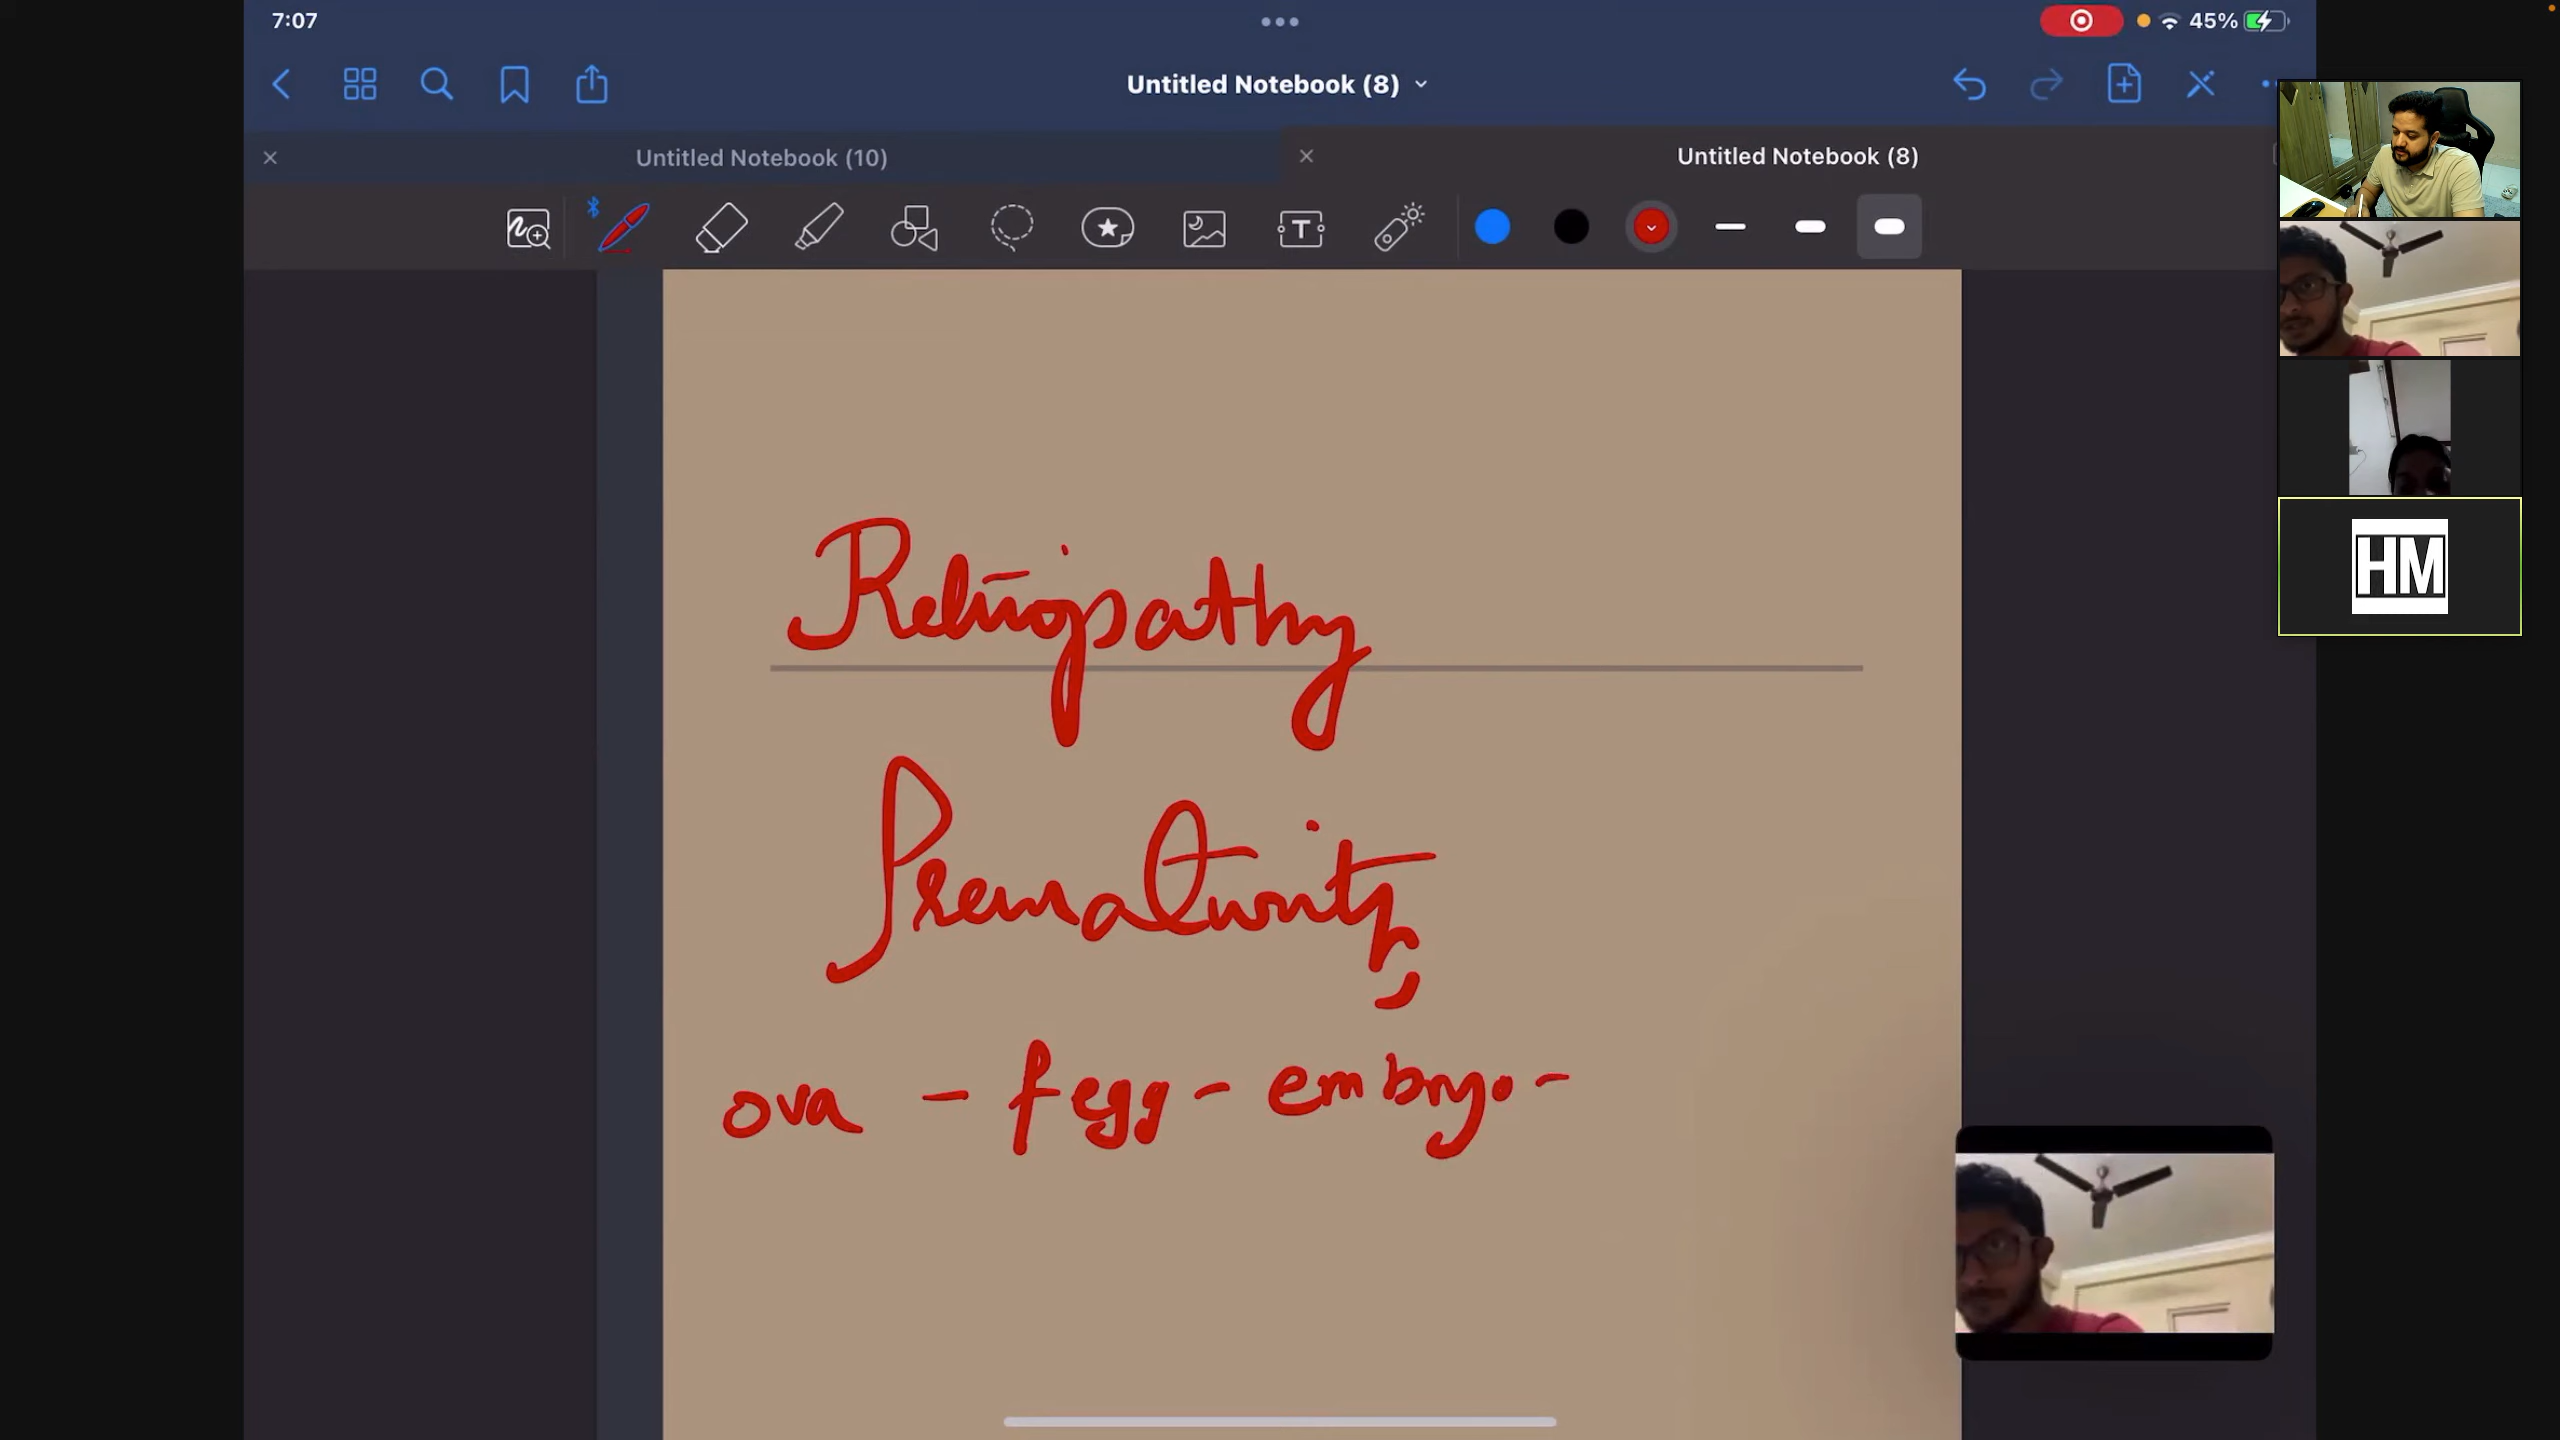 7:07
45%
Untitled Notebook (8)
Untitled Notebook (10)
Untitled Notebook (8)
T
HM
Retinopathy
Prematurity
ova - f egg - embryo -